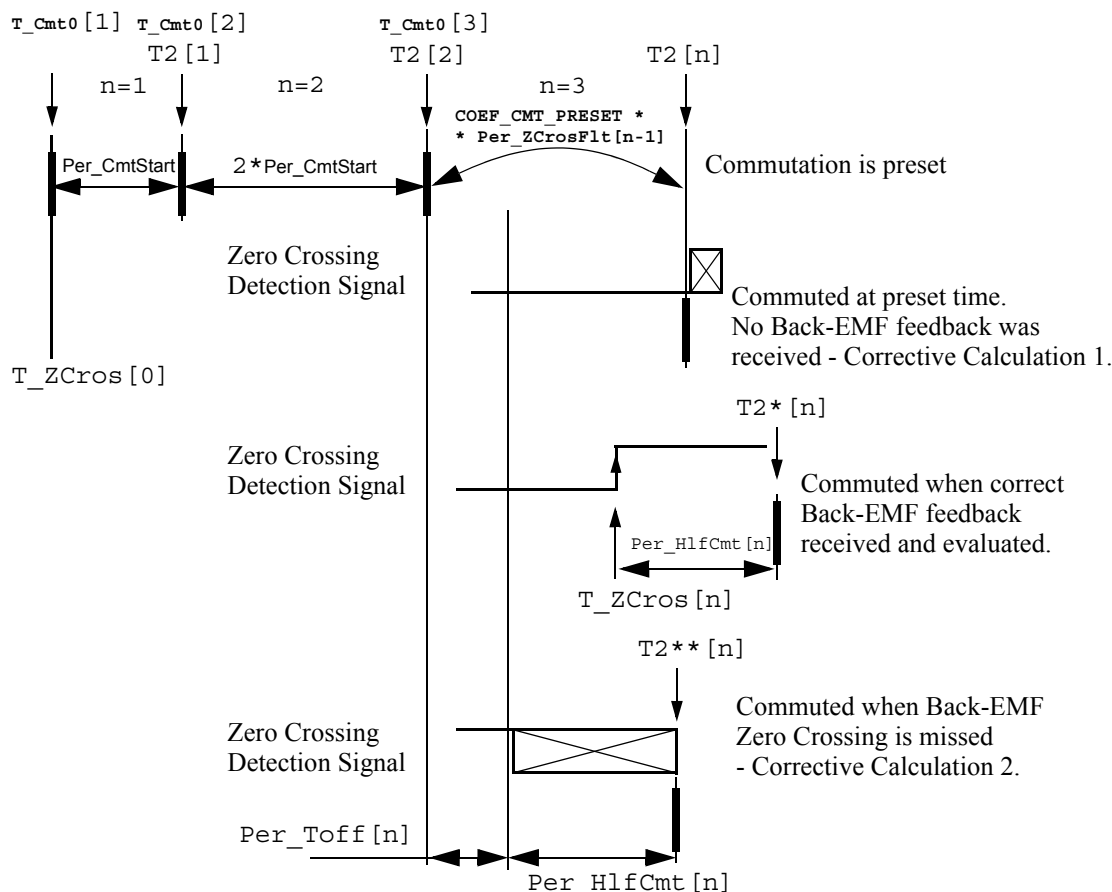 T_Cmt0[1] T_Cmt0[2] T_Cmt0[3]
T2[1] T2[2] T2[n]
n=1 n=2 n=3
COEF_CMT_PRESET *
* Per_ZCrosFlt[n-1]
Per_CmtStart 2*Per_CmtStart
Commutation is preset
Zero Crossing
Detection Signal
Commuted at preset time.
No Back-EMF feedback was
received - Corrective Calculation 1.
T_ZCros[0]
T2*[n]
Zero Crossing
Detection Signal
Commuted when correct
Back-EMF feedback
received and evaluated.
Per_HlfCmt[n]
T_ZCros[n]
T2**[n]
Zero Crossing
Detection Signal
Commuted when Back-EMF
Zero Crossing is missed
- Corrective Calculation 2.
Per_Toff[n]
Per_HlfCmt[n]